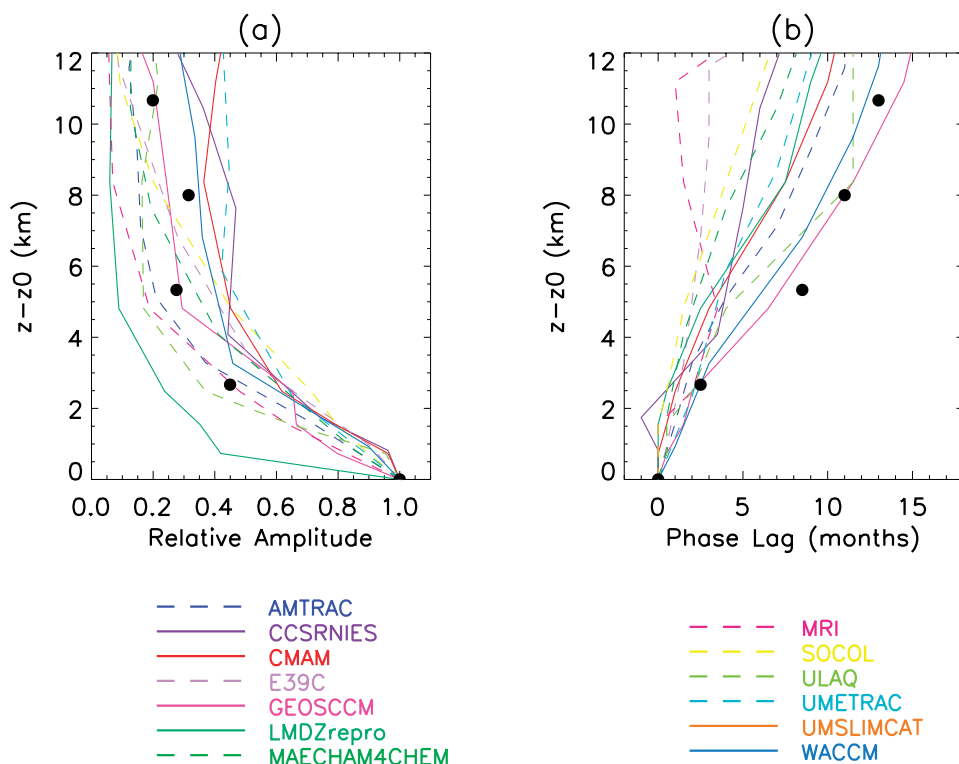 (a)
12
10
8
6
4
2
0
z-z0 (km)
0.0 0.2 0.4 0.6 0.8 1.0
Relative Amplitude
(b)
12
10
8
6
4
2
0
z-z0 (km)
0 5 10 15
Phase Lag (months)
AMTRAC
CCSRNIES
CMAM
E39C
GEOSCCM
LMDZrepro
MAECHAM4CHEM
MRI
SOCOL
ULAQ
UMETRAC
UMSLIMCAT
WACCM